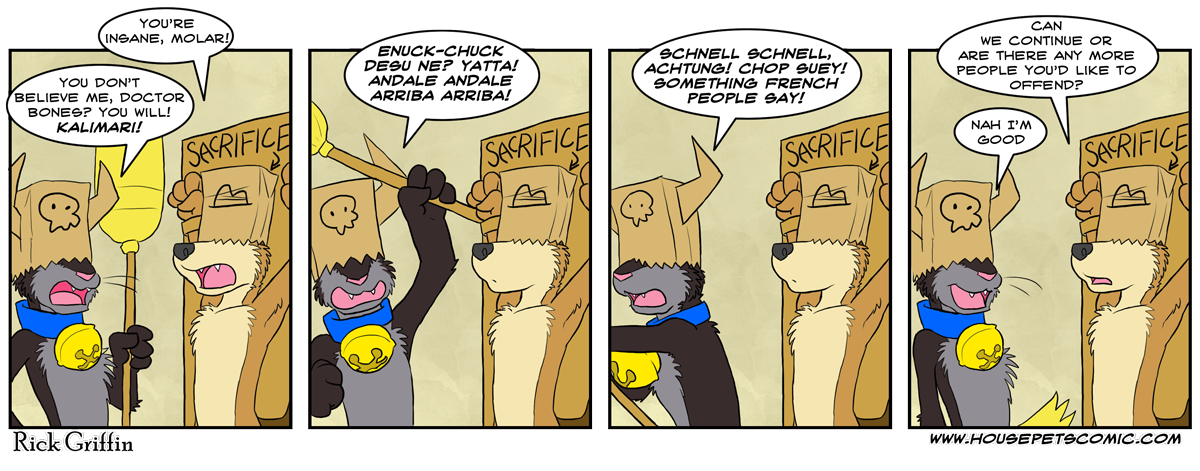 YOU'RE
INSANE, MOLAR!
YOU DON'T
BELIEVE ME, DOCTOR
BONES? YOU WILL!
KALIMARI!
SACRIFICE
ENUCK-CHUCK
DESU NE? YATTA!
ANDALE ANDALE
ARRIBA ARRIBA!
SACRIFICE
SCHNELL SCHNELL,
ACHTUNG! CHOP SUEY!
SOMETHING FRENCH
PEOPLE SAY!
SACRIFICE
CAN
WE CONTINUE OR
ARE THERE ANY MORE
PEOPLE YOU'D LIKE TO
OFFEND?
NAH I'M
GOOD
SACRIFICE
Rick Griffin
WWW.HOUSEPETSCOMIC.COM